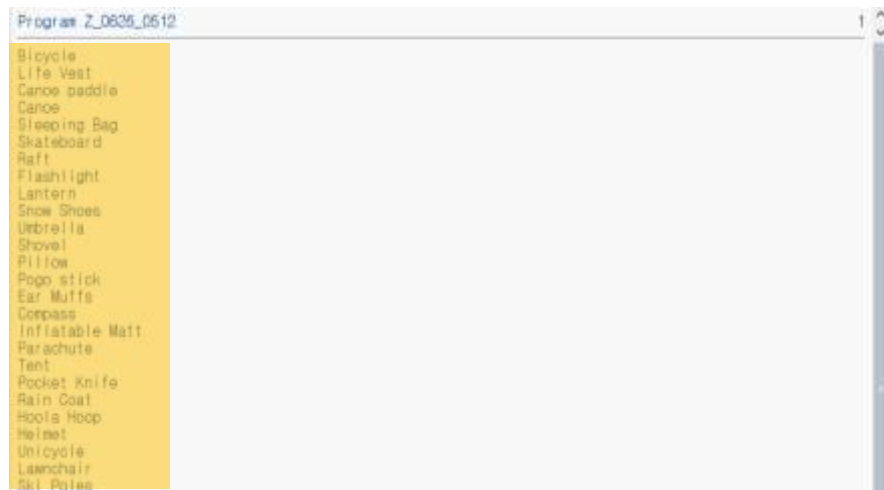 Program Z_0635_0512 1
Bicycle
Life Vest
Canoe paddle
Canoe
Sleeping Bag
Skateboard
Raft
Flashlight
Lantern
Snow Shoes
Umbrella
Shovel
Pillow
Pogo stick
Ear Muffs
Compass
Inflatable Matt
Parachute
Tent
Pocket Knife
Rain Coat
Hoola Hoop
Helmet
Unicycle
Lawnchair
Ski Poles